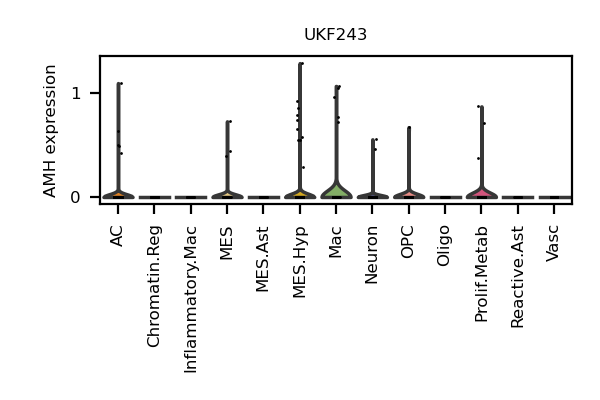 UKF243
AMH expression
1
0
AC
Chromatin.Reg
Inflammatory.Mac
MES
MES.Ast
MES.Hyp
Mac
Neuron
OPC
Oligo
Prolif.Metab
Reactive.Ast
Vasc